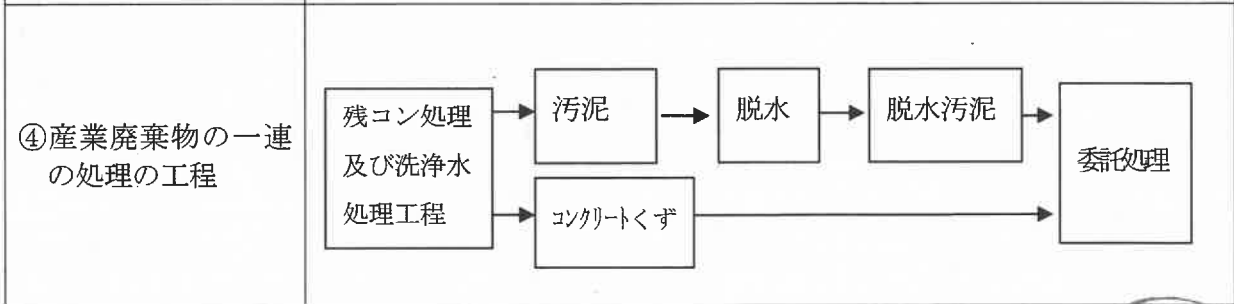 ④産業廃棄物の一連
の処理の工程
残コン処理
及び洗浄水
処理工程
汚泥
脱水
脱水汚泥
コンクリートくず
委託処理